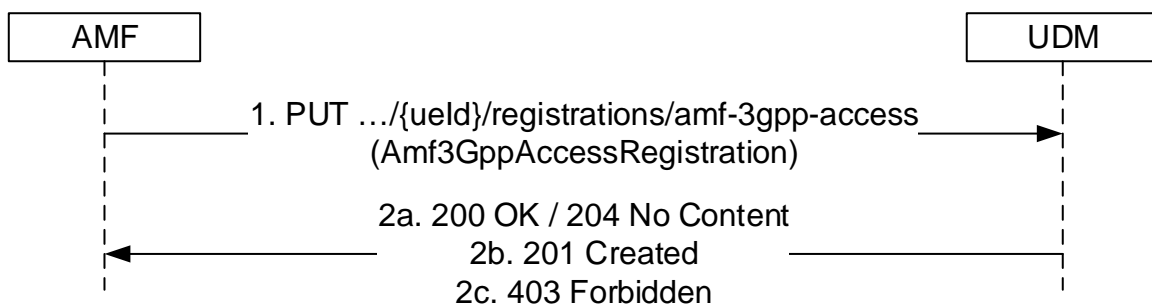 AMF
UDM
1. PUT …/{ueId}/registrations/amf-3gpp-access
(Amf3GppAccessRegistration)
2a. 200 OK / 204 No Content
2b. 201 Created
2c. 403 Forbidden